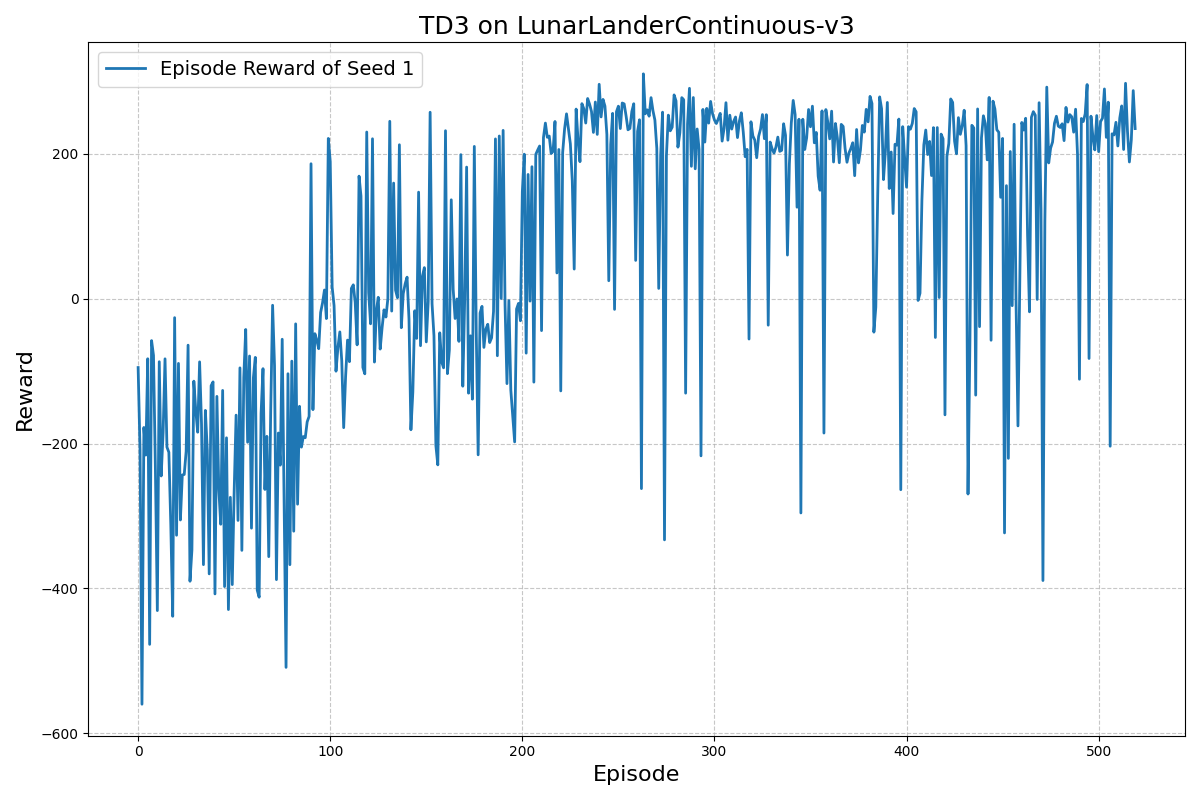 TD3 on LunarLanderContinuous-v3
Episode Reward of Seed 1
Reward
200
0
−200
−400
−600
0 100 200 300 400 500
Episode